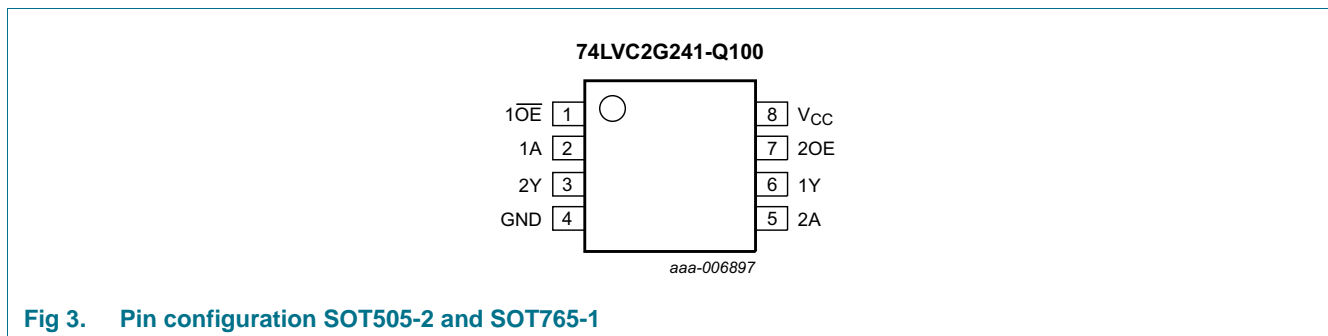 74LVC2G241-Q100
1O̅E̅ 1 8 VCC
1A 2 7 2OE
2Y 3 6 1Y
GND 4 5 2A
aaa-006897
Fig 3. Pin configuration SOT505-2 and SOT765-1